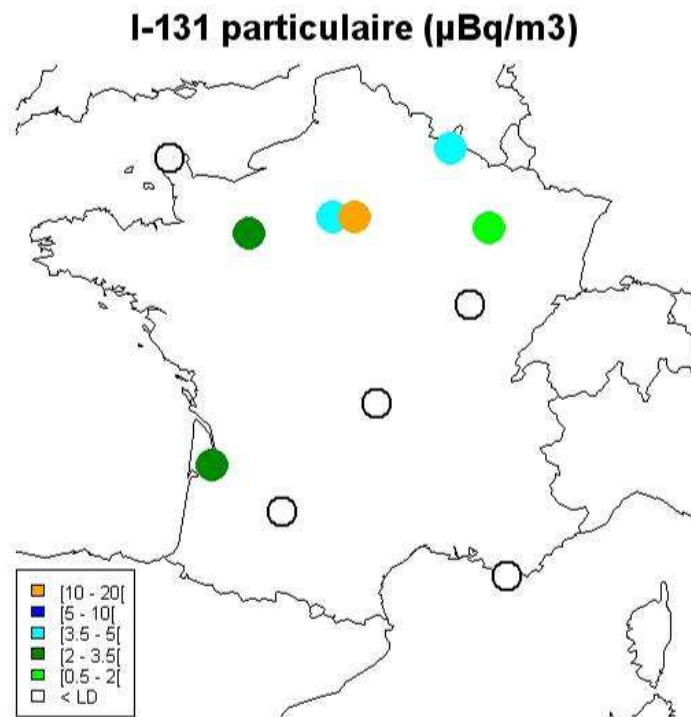 I-131 particulaire (µBq/m3)
[10 - 20[
[5 - 10[
[3.5 - 5[
[2 - 3.5[
[0.5 - 2[
< LD